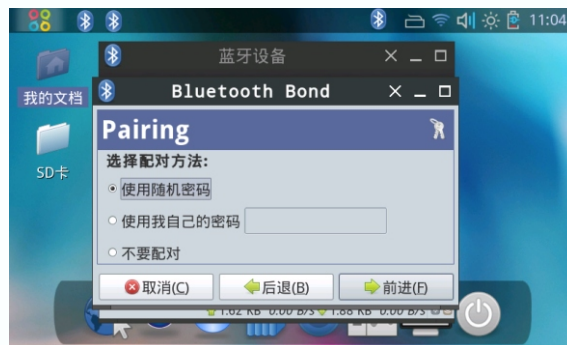 11:04
蓝牙设备
我的文档
Bluetooth Bond
Pairing
选择配对方法:
使用随机密码
SD卡
使用我自己的密码
不要配对
取消(C)
后退(B)
前进(F)
1.62 KB 0.00 B/s 1.88 KB 0.00 B/s